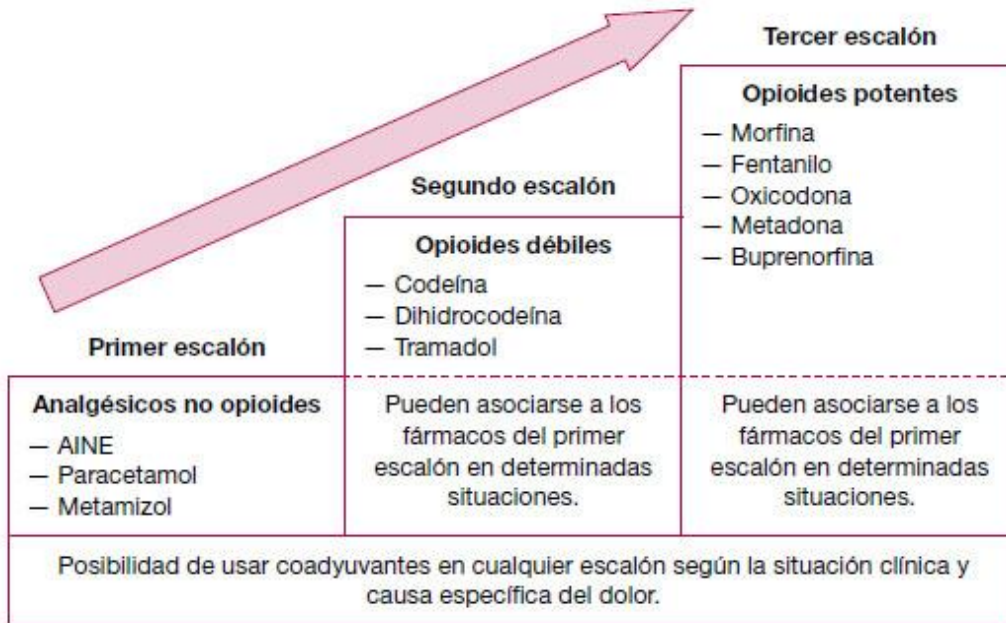 Tercer escalón
Opioides potentes
— Morfina
— Fentanilo
— Oxicodona
— Metadona
— Buprenorfina
Segundo escalón
Opioides débiles
— Codeína
— Dihidrocodeína
— Tramadol
Primer escalón
Analgésicos no opioides
— AINE
— Paracetamol
— Metamizol
Pueden asociarse a los
fármacos del primer
escalón en determinadas
situaciones.
Pueden asociarse a los
fármacos del primer
escalón en determinadas
situaciones.
Posibilidad de usar coadyuvantes en cualquier escalón según la situación clínica y
causa específica del dolor.